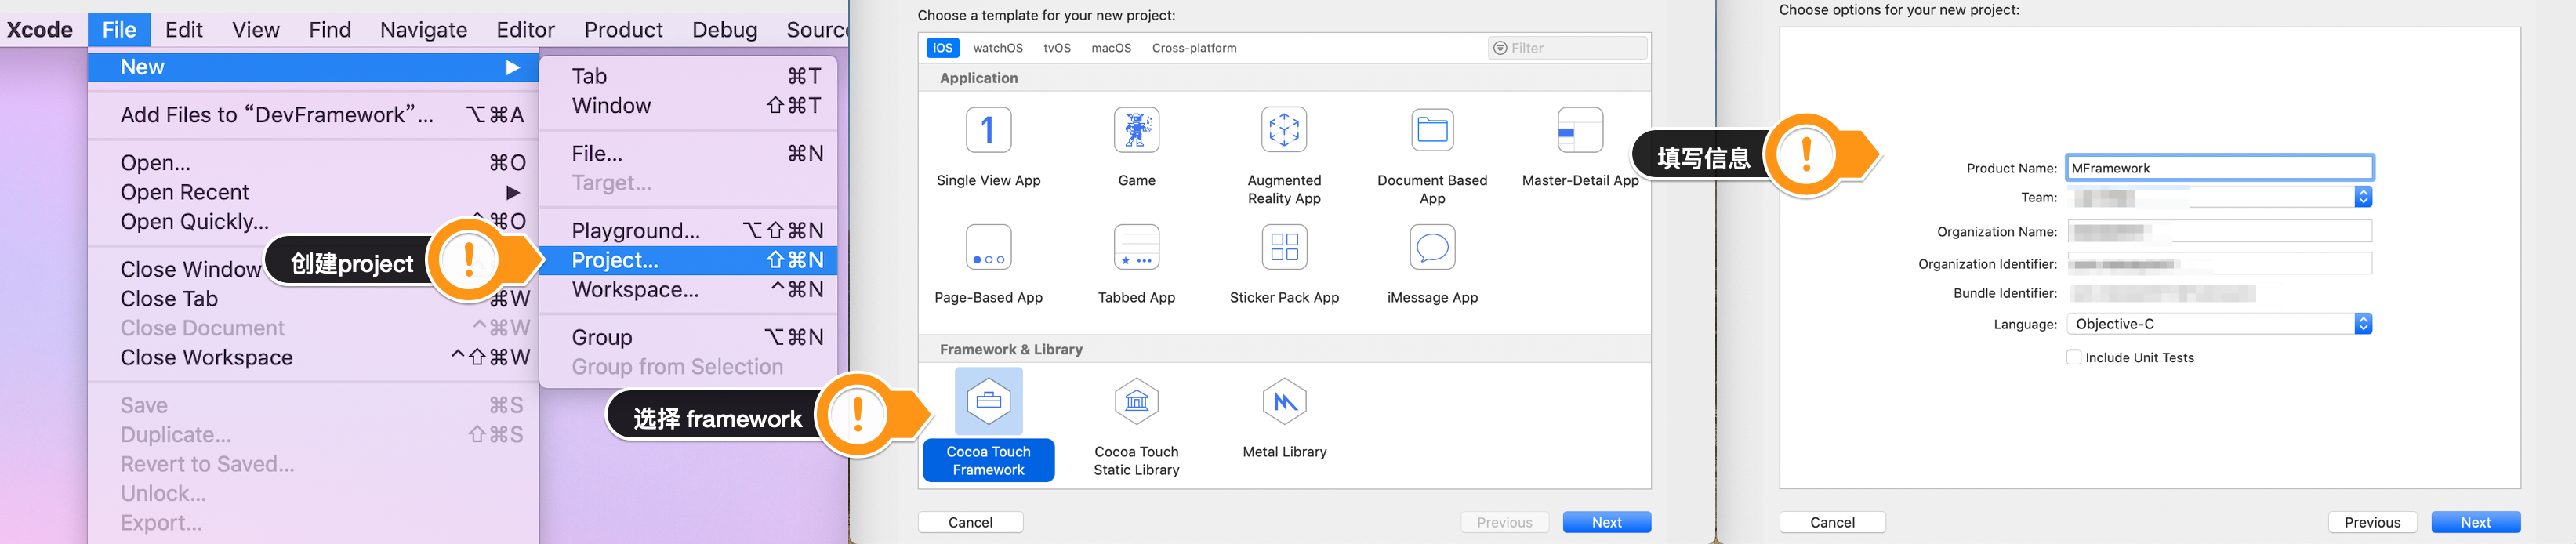 Xcode File Edit View Find Navigate Editor Product Debug Sourc
New
Add Files to “DevFramework”... ⌥⌘A
Open... ⌘O
Open Recent
Open Quickly... ⌘O
Close Window
Close Tab ⌘W
Close Document ⌃⌘W
Close Workspace ⌃⇧⌘W
Save ⌘S
Duplicate... ⇧⌘S
Revert to Saved...
Unlock...
Export...
Tab ⌘T
Window ⇧⌘T
File... ⌘N
Target...
Playground... ⌥⇧⌘N
Project... ⇧⌘N
Workspace... ⌃⌘N
Group ⌥⌘N
Group from Selection
创建project
选择 framework
Choose a template for your new project:
iOS watchOS tvOS macOS Cross-platform
Filter
Application
Single View App
Game
Augmented
Reality App
Document Based
App
Master-Detail App
Page-Based App
Tabbed App
Sticker Pack App
iMessage App
Framework & Library
Cocoa Touch
Framework
Cocoa Touch
Static Library
Metal Library
Cancel Previous Next
填写信息
Choose options for your new project:
Product Name: MFramework
Team:
Organization Name:
Organization Identifier:
Bundle Identifier:
Language: Objective-C
Include Unit Tests
Cancel Previous Next